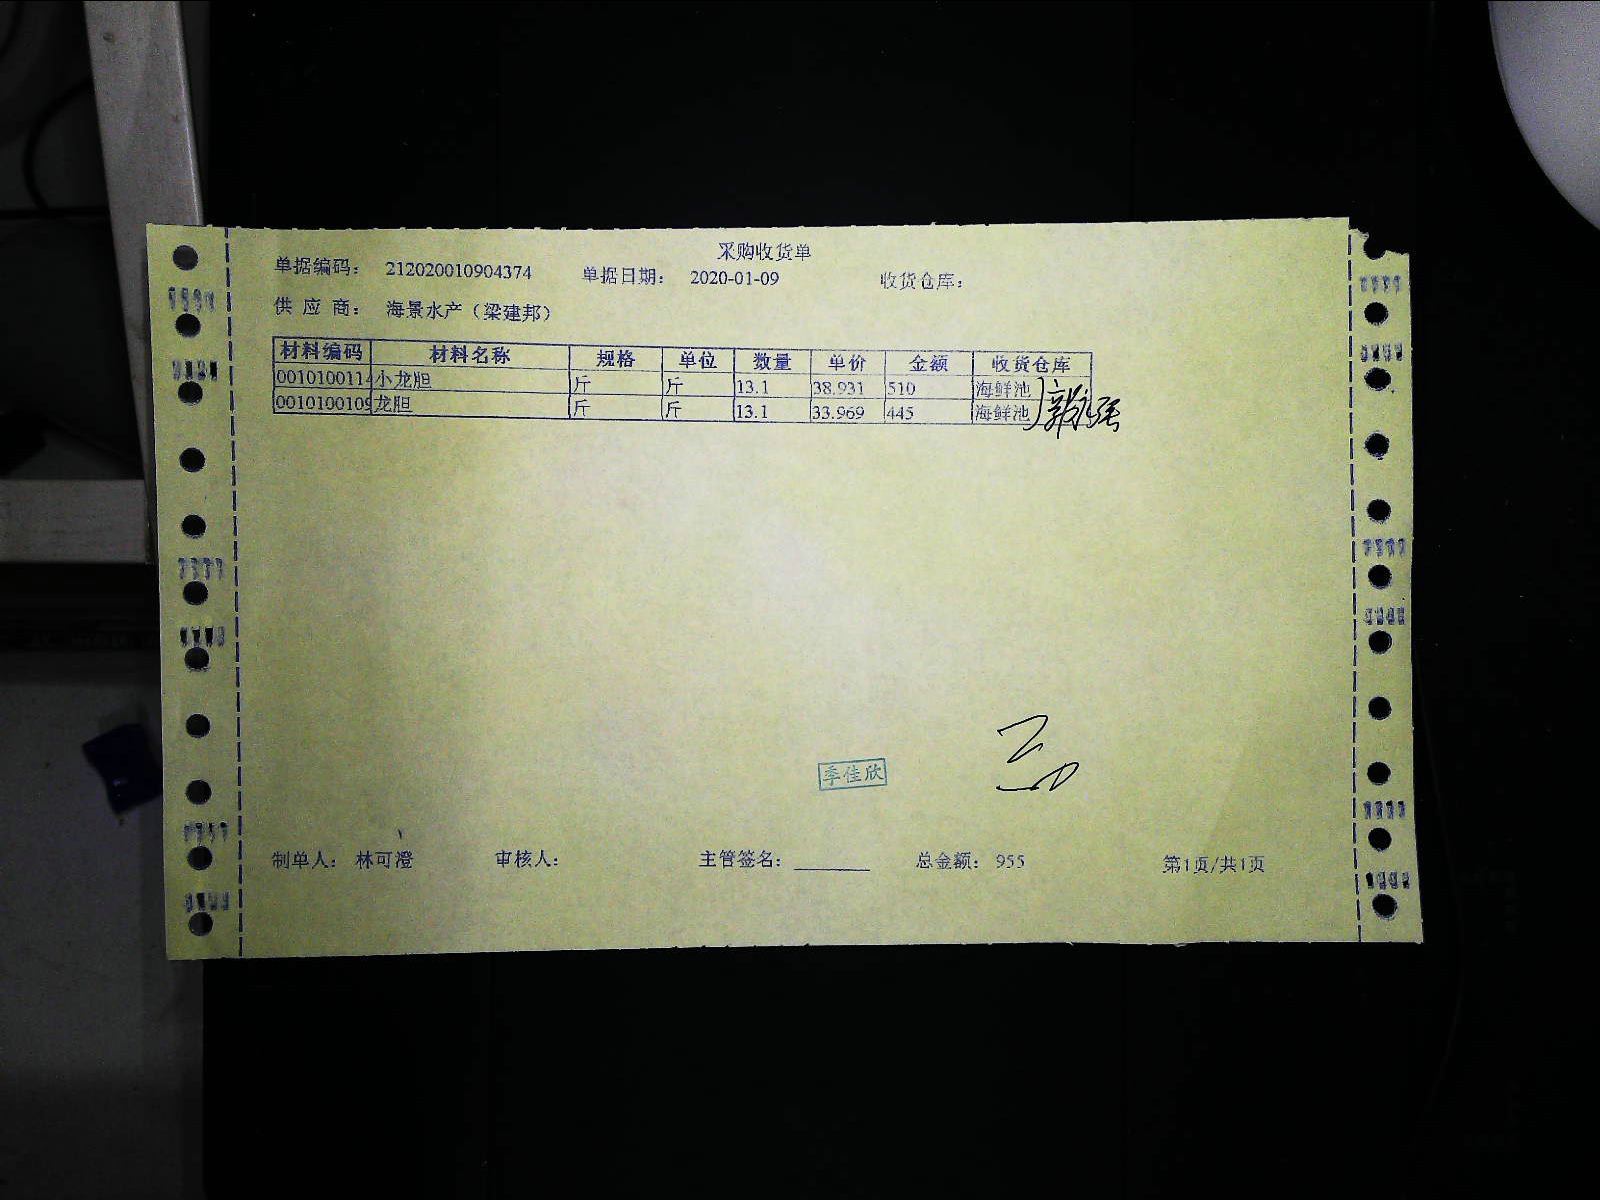 采购收货单
单据编码： 212020010904374 单据日期： 2020-01-09 收货仓库：
供 应 商： 海景水产（梁建邦）
材料编码 材料名称 规格 单位 数量 单价 金额 收货仓库
0010100114 小龙胆 斤 斤 13.1 38.931 510 海鲜池
0010100109 龙胆 斤 斤 13.1 33.969 445 海鲜池
季佳欣
制单人： 林可澄 审核人： 主管签名： 总金额： 955 第1页/共1页